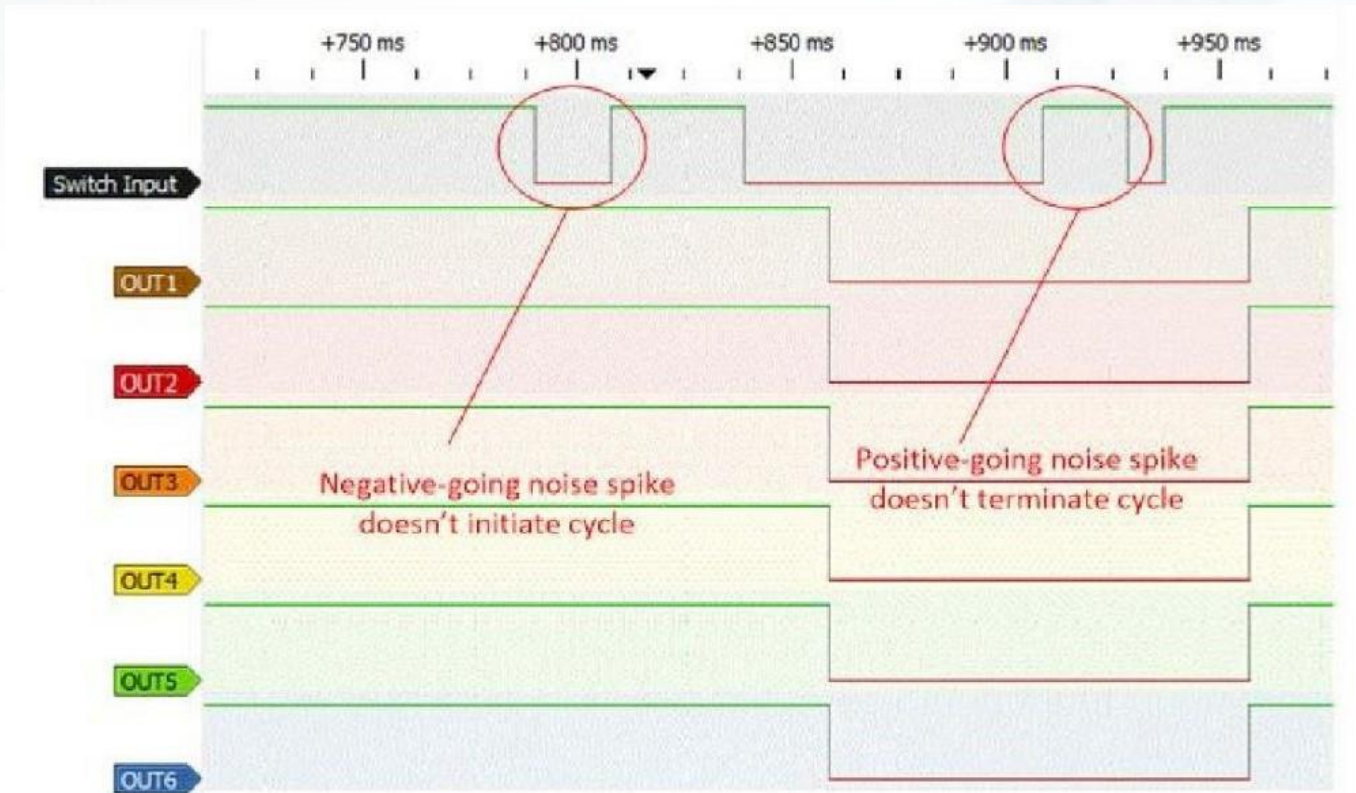 +750 ms +800 ms +850 ms +900 ms +950 ms
Switch Input
OUT1
OUT2
OUT3
Negative-going noise spike
doesn't initiate cycle
Positive-going noise spike
doesn't terminate cycle
OUT4
OUT5
OUT6